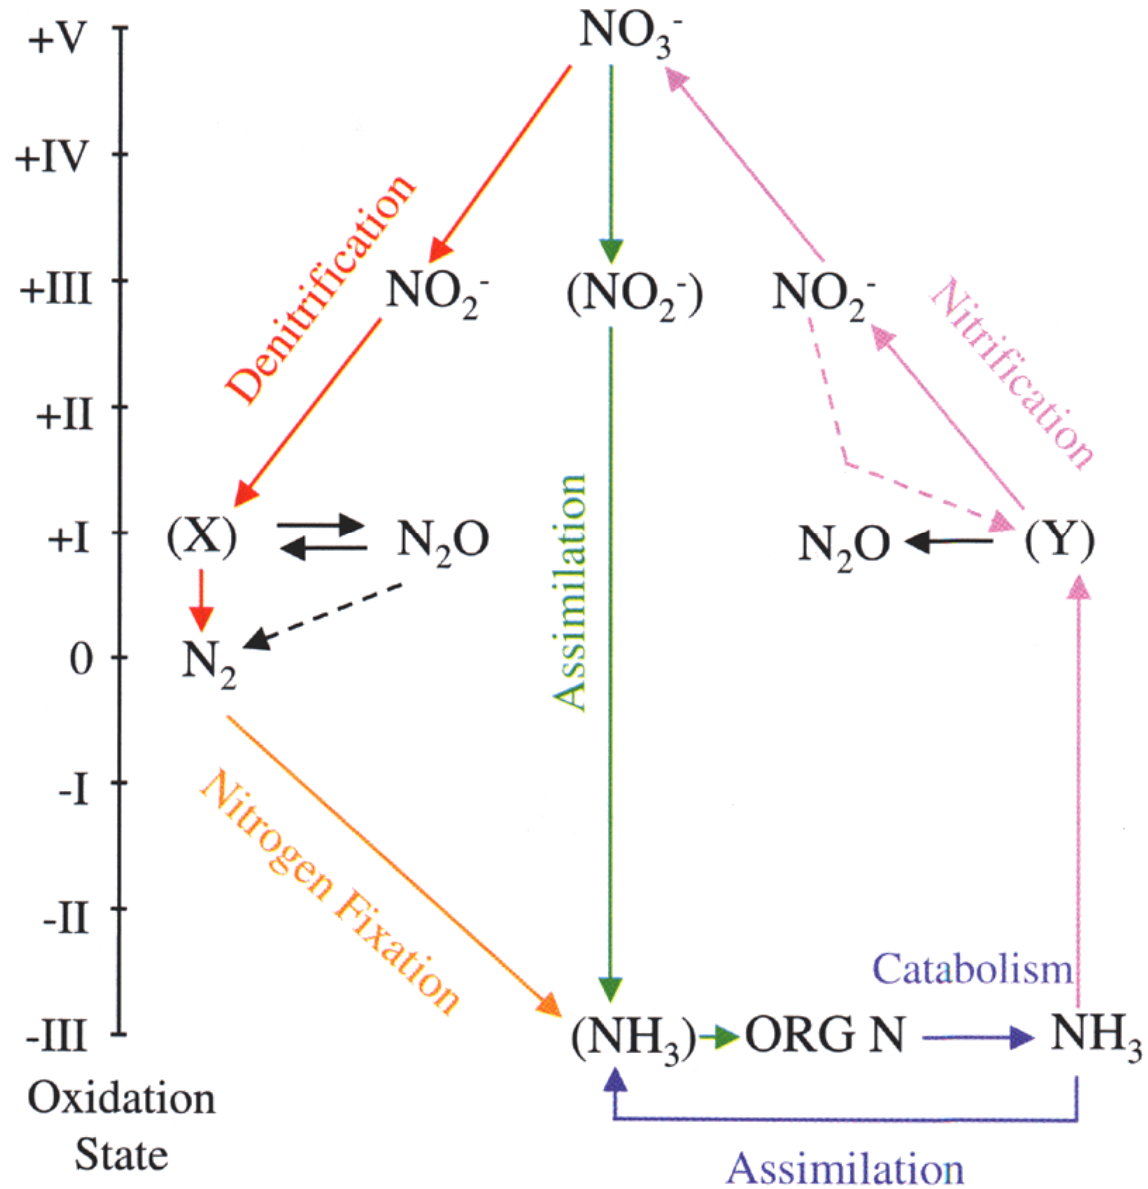 +V
NO₃⁻
+IV
Denitrification
+III
NO₂⁻
(NO₂⁻)
NO₂⁻
Nitrification
+II
+I
(X)
N₂O
Assimilation
N₂O
(Y)
0
N₂
-I
Nitrogen Fixation
-II
Catabolism
-III
(NH₃)
ORG N
NH₃
Oxidation
State
Assimilation